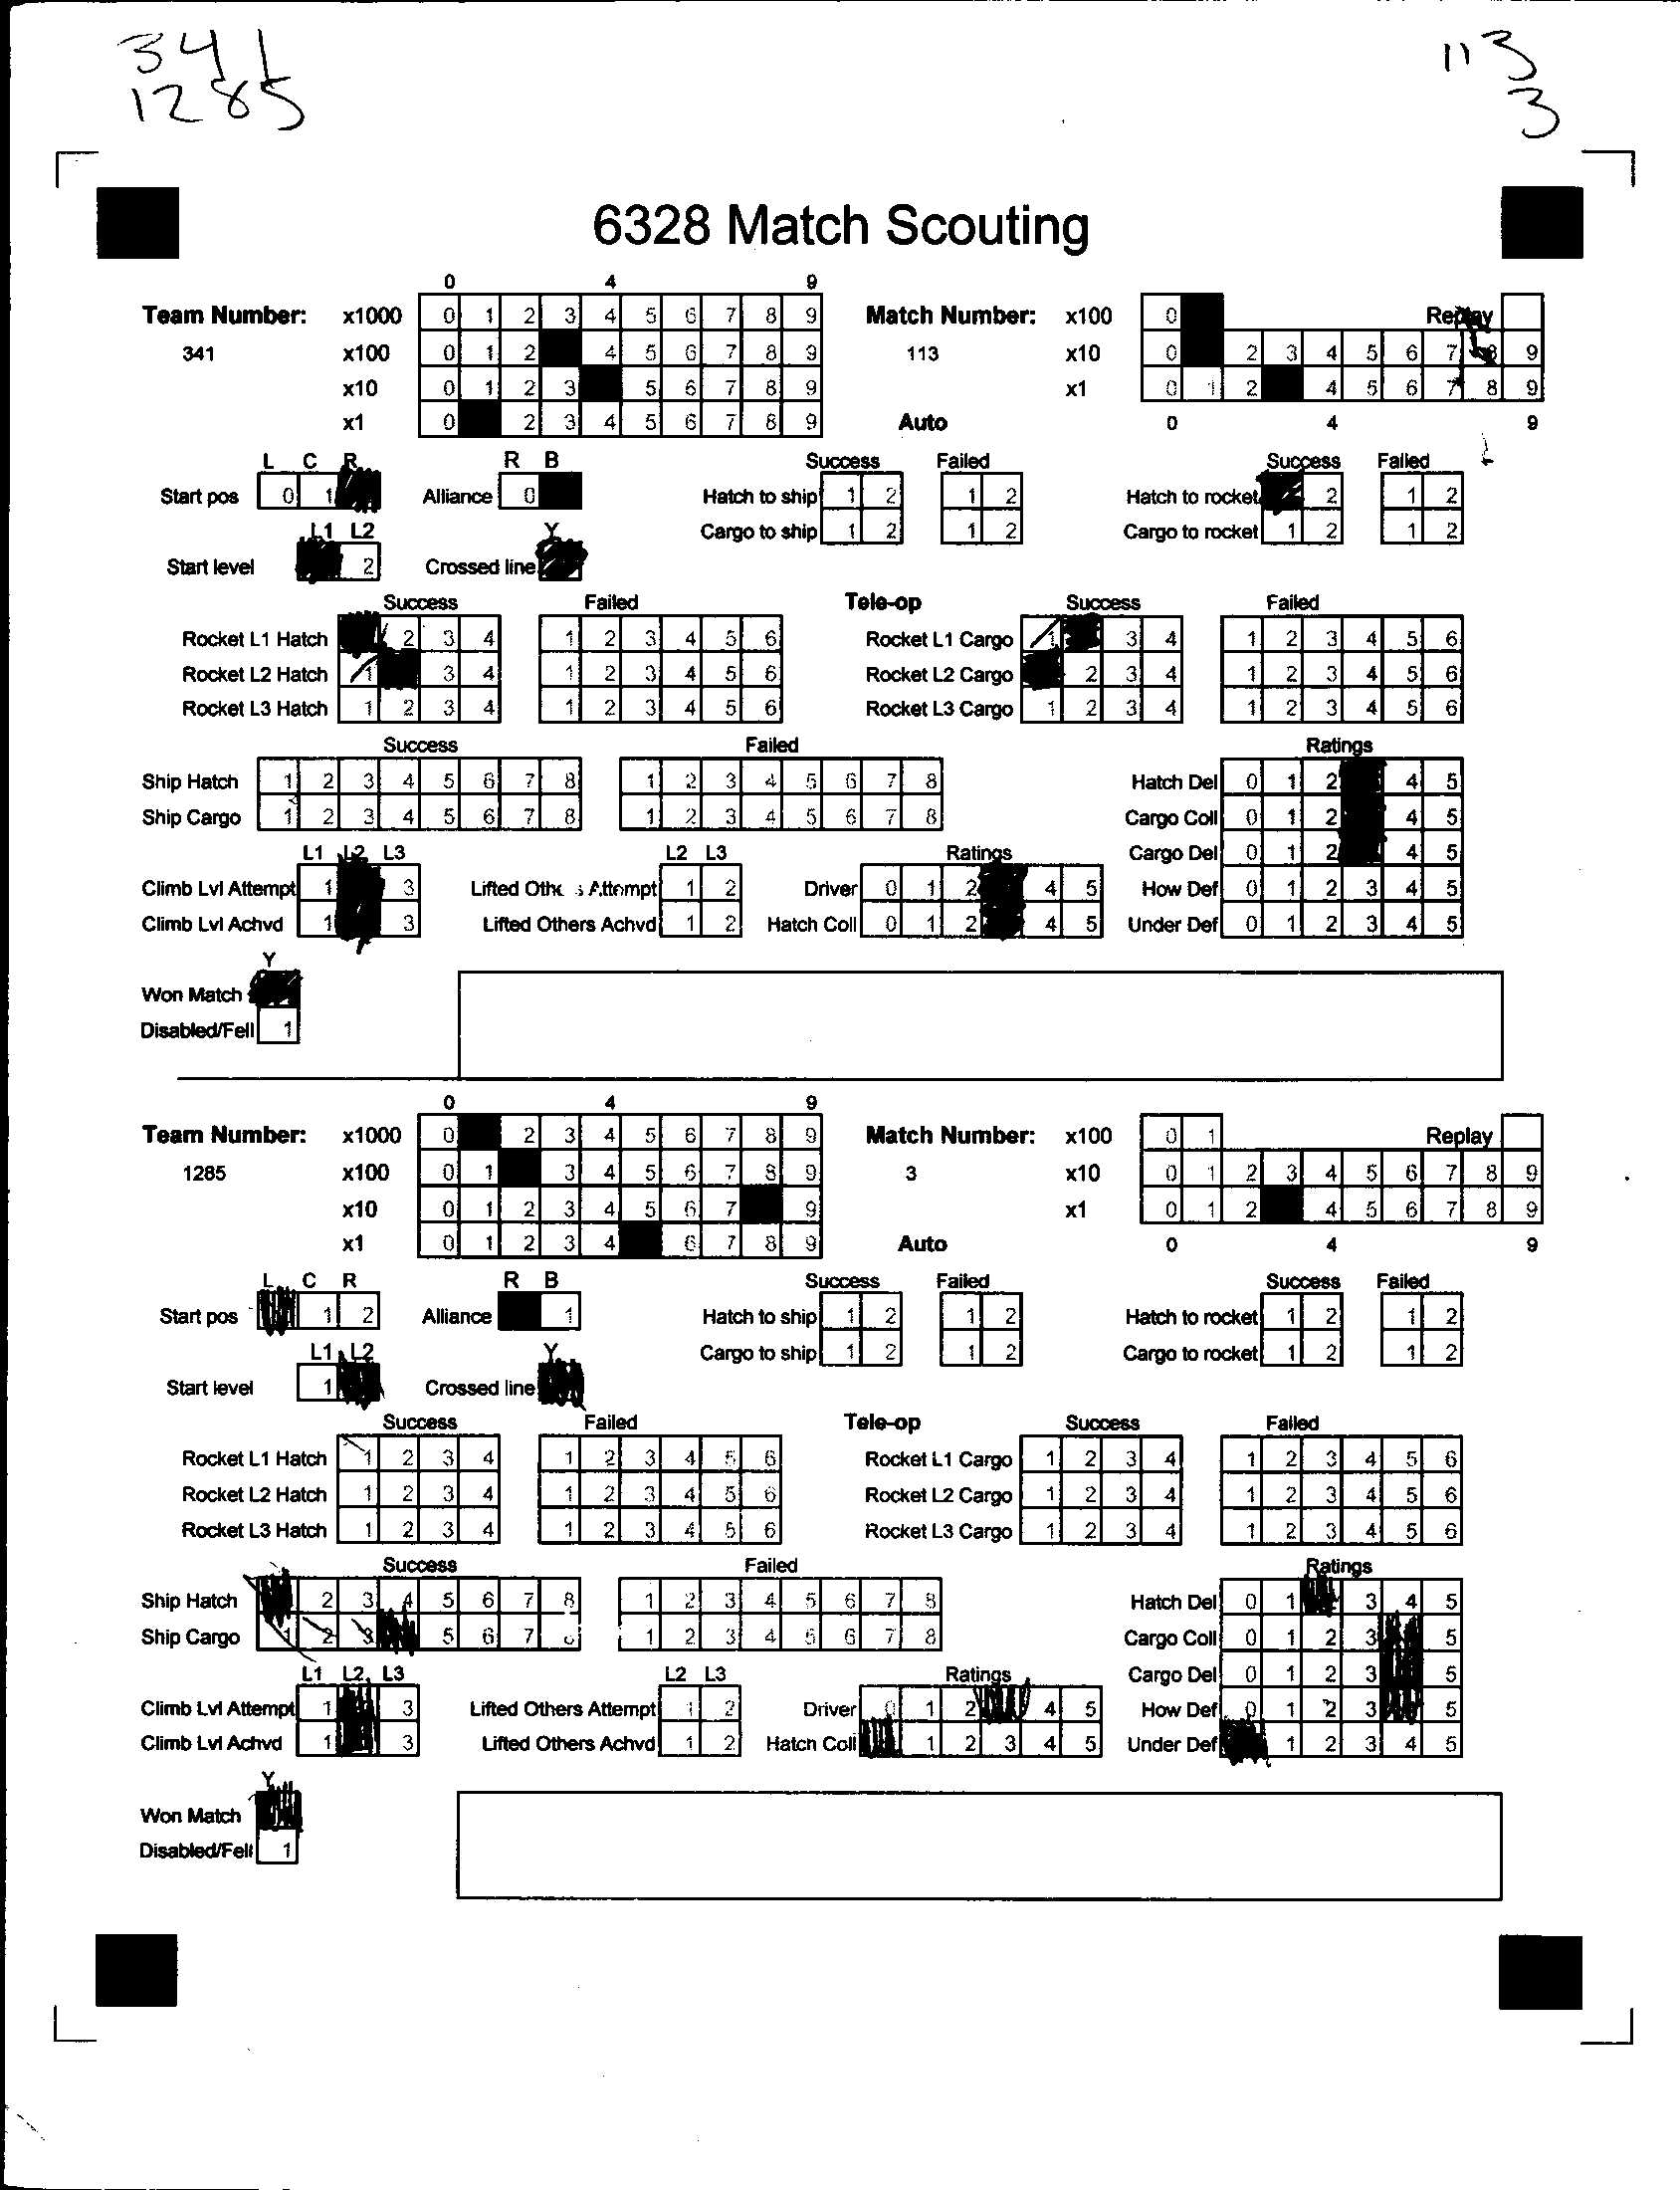 341 113
1285 3
6328 Match Scouting
0 4 9
Team Number: x1000 0 1 2 3 4 5 6 7 8 9 Match Number: x100 0 Replay
341 x100 0 1 2 4 5 6 7 8 9 113 x10 0 2 3 4 5 6 7 8 9
x10 0 1 2 3 5 6 7 8 9 x1 0 1 2 4 5 6 7 8 9
x1 0 2 3 4 5 6 7 8 9 Auto 0 4 9
L C R R B Success Failed Success Failed
Start pos 0 1 Alliance 0 Hatch to ship 1 2 1 2 Hatch to rocket 2 1 2
L1 L2 Y Cargo to ship 1 2 1 2 Cargo to rocket 1 2 1 2
Start level 2 Crossed line
Success Failed Tele-op Success Failed
Rocket L1 Hatch 2 3 4 1 2 3 4 5 6 Rocket L1 Cargo 1 3 4 1 2 3 4 5 6
Rocket L2 Hatch 1 3 4 1 2 3 4 5 6 Rocket L2 Cargo 2 3 4 1 2 3 4 5 6
Rocket L3 Hatch 1 2 3 4 1 2 3 4 5 6 Rocket L3 Cargo 1 2 3 4 1 2 3 4 5 6
Success Failed Ratings
Ship Hatch 1 2 3 4 5 6 7 8 1 2 3 4 5 6 7 8 Hatch Del 0 1 2 4 5
Ship Cargo 1 2 3 4 5 6 7 8 1 2 3 4 5 6 7 8 Cargo Coll 0 1 2 4 5
L1 L2 L3 L2 L3 Ratings Cargo Del 0 1 2 4 5
Climb Lvl Attempt 1 3 Lifted Others Attempt 1 2 Driver 0 1 2 4 5 How Def 0 1 2 3 4 5
Climb Lvl Achvd 1 3 Lifted Others Achvd 1 2 Hatch Coll 0 1 2 4 5 Under Def 0 1 2 3 4 5
Y
Won Match
Disabled/Fell 1
0 4 9
Team Number: x1000 0 2 3 4 5 6 7 8 9 Match Number: x100 0 1 Replay
1285 x100 0 1 3 4 5 6 7 8 9 3 x10 0 1 2 3 4 5 6 7 8 9
x10 0 1 2 3 4 5 6 7 9 x1 0 1 2 4 5 6 7 8 9
x1 0 1 2 3 4 6 7 8 9 Auto 0 4 9
L C R R B Success Failed Success Failed
Start pos 1 2 Alliance 1 Hatch to ship 1 2 1 2 Hatch to rocket 1 2 1 2
L1 L2 Y Cargo to ship 1 2 1 2 Cargo to rocket 1 2 1 2
Start level 1 Crossed line
Success Failed Tele-op Success Failed
Rocket L1 Hatch 1 2 3 4 1 2 3 4 5 6 Rocket L1 Cargo 1 2 3 4 1 2 3 4 5 6
Rocket L2 Hatch 1 2 3 4 1 2 3 4 5 6 Rocket L2 Cargo 1 2 3 4 1 2 3 4 5 6
Rocket L3 Hatch 1 2 3 4 1 2 3 4 5 6 Rocket L3 Cargo 1 2 3 4 1 2 3 4 5 6
Success Failed Ratings
Ship Hatch 2 3 4 5 6 7 8 1 2 3 4 5 6 7 8 Hatch Del 0 1 3 4 5
Ship Cargo 1 2 3 5 6 7 8 1 2 3 4 5 6 7 8 Cargo Coll 0 1 2 3 5
L1 L2 L3 L2 L3 Ratings Cargo Del 0 1 2 3 5
Climb Lvl Attempt 1 3 Lifted Others Attempt 1 2 Driver 0 1 2 4 5 How Def 0 1 2 3 5
Climb Lvl Achvd 1 3 Lifted Others Achvd 1 2 Hatch Coll 1 2 3 4 5 Under Def 1 2 3 4 5
Y
Won Match
Disabled/Fell 1